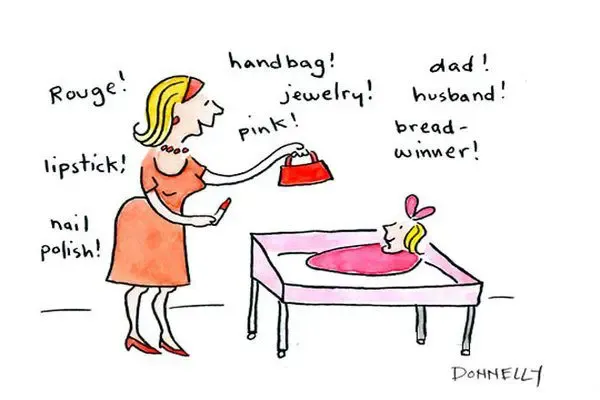 Rouge!
handbag!
jewelry!
pink!
dad!
husband!
bread-
winner!
lipstick!
nail
polish!
DONNELLY